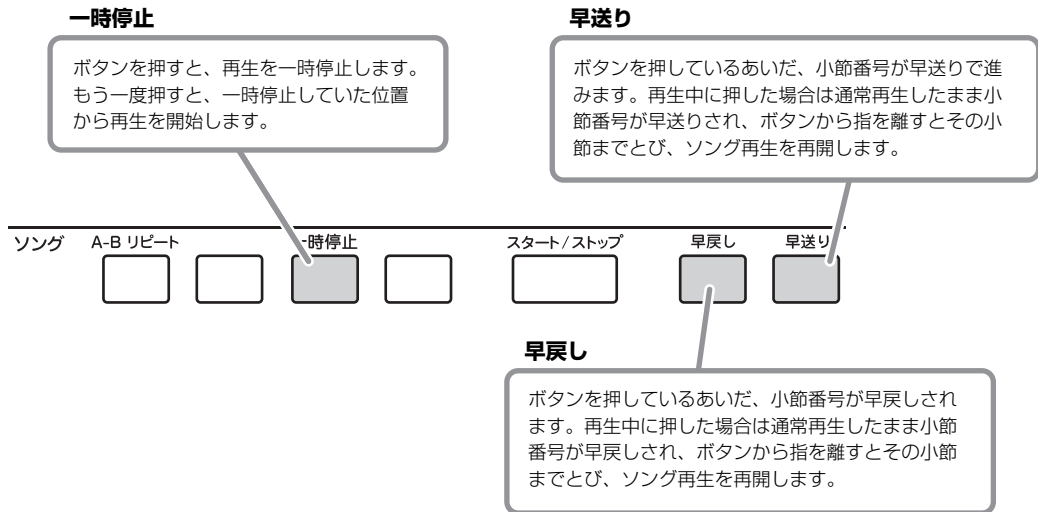 一時停止
ボタンを押すと、再生を一時停止します。
もう一度押すと、一時停止していた位置
から再生を開始します。
早送り
ボタンを押しているあいだ、小節番号が早送りで進
みます。再生中に押した場合は通常再生したまま小
節番号が早送りされ、ボタンから指を離すとその小
節までとび、ソング再生を再開します。
ソング A-B リピート 一時停止 スタート/ストップ 早戻し 早送り
早戻し
ボタンを押しているあいだ、小節番号が早戻しされ
ます。再生中に押した場合は通常再生したまま小節
番号が早戻しされ、ボタンから指を離すとその小節
までとび、ソング再生を再開します。